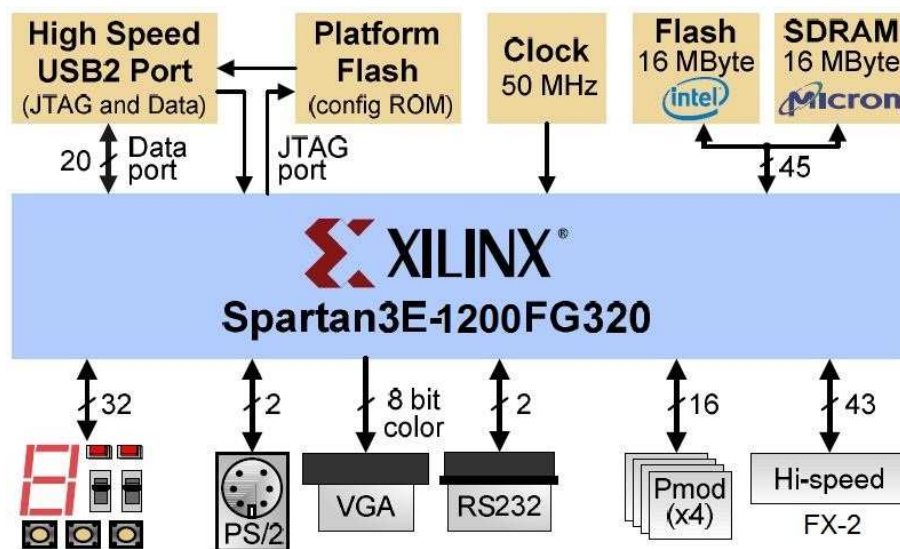 High Speed
USB2 Port
(JTAG and Data)
Platform
Flash
(config ROM)
Clock
50 MHz
Flash
16 MByte
intel
SDRAM
16 MByte
Micron
20
Data
port
JTAG
port
45
XILINX®
Spartan3E-1200FG320
32
2
8 bit
color
2
16
43
PS/2
VGA
RS232
Pmod
(x4)
Hi-speed
FX-2